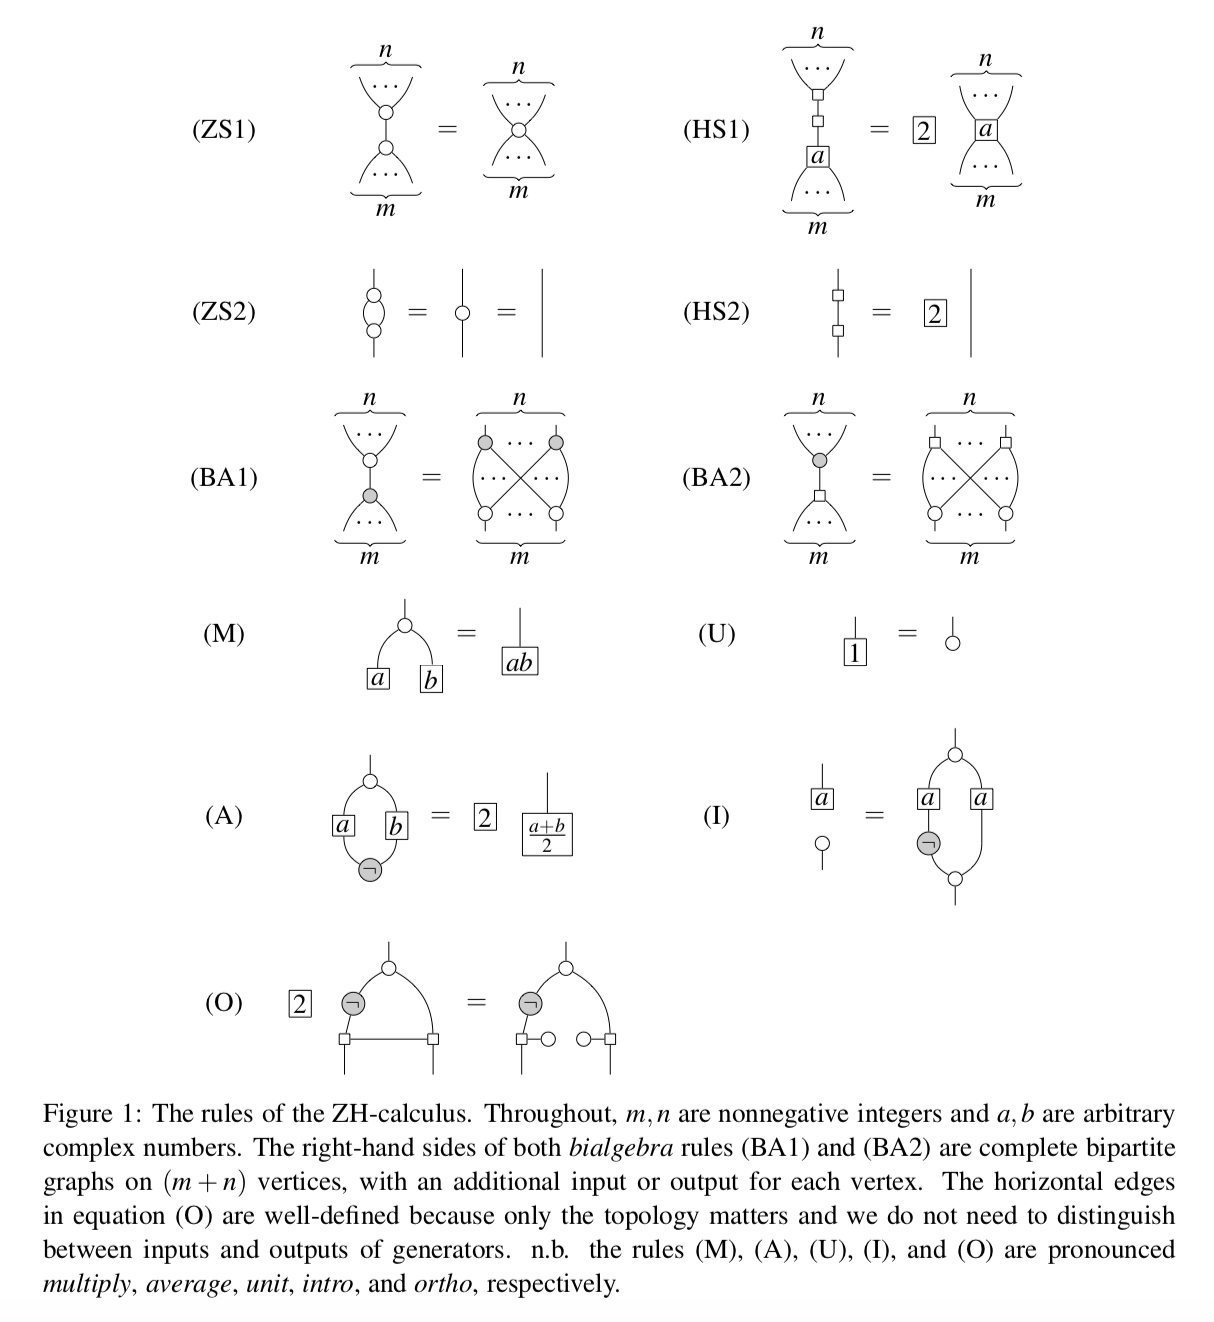 n
n
n
n
(ZS1)
...
...
=
...
...
m
m
(HS1)
...
a
...
= 2
...
a
...
m
m
(ZS2)
=
=
(HS2)
=
2
n
n
n
n
(BA1)
...
...
=
...
... ...
...
m
m
(BA2)
...
...
=
...
... ...
...
m
m
(M)
a
b
=
ab
(U)
1
=
(A)
a
b
¬
=
2
a+b
2
(I)
a
=
a
a
¬
(O)
2
¬
=
¬
Figure 1: The rules of the ZH-calculus. Throughout, m,n are nonnegative integers and a,b are arbitrary
complex numbers. The right-hand sides of both bialgebra rules (BA1) and (BA2) are complete bipartite
graphs on (m+n) vertices, with an additional input or output for each vertex. The horizontal edges
in equation (O) are well-defined because only the topology matters and we do not need to distinguish
between inputs and outputs of generators. n.b. the rules (M), (A), (U), (I), and (O) are pronounced
multiply, average, unit, intro, and ortho, respectively.